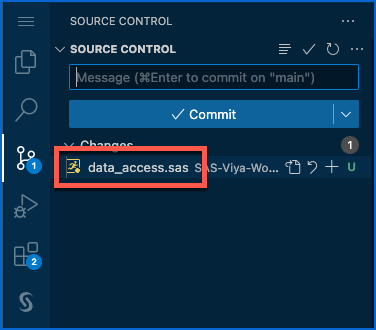 SOURCE CONTROL
SOURCE CONTROL
Message (⌘Enter to commit on "main")
Commit
Changes 1
data_access.sas SAS-Viya-Wo... U
1
2